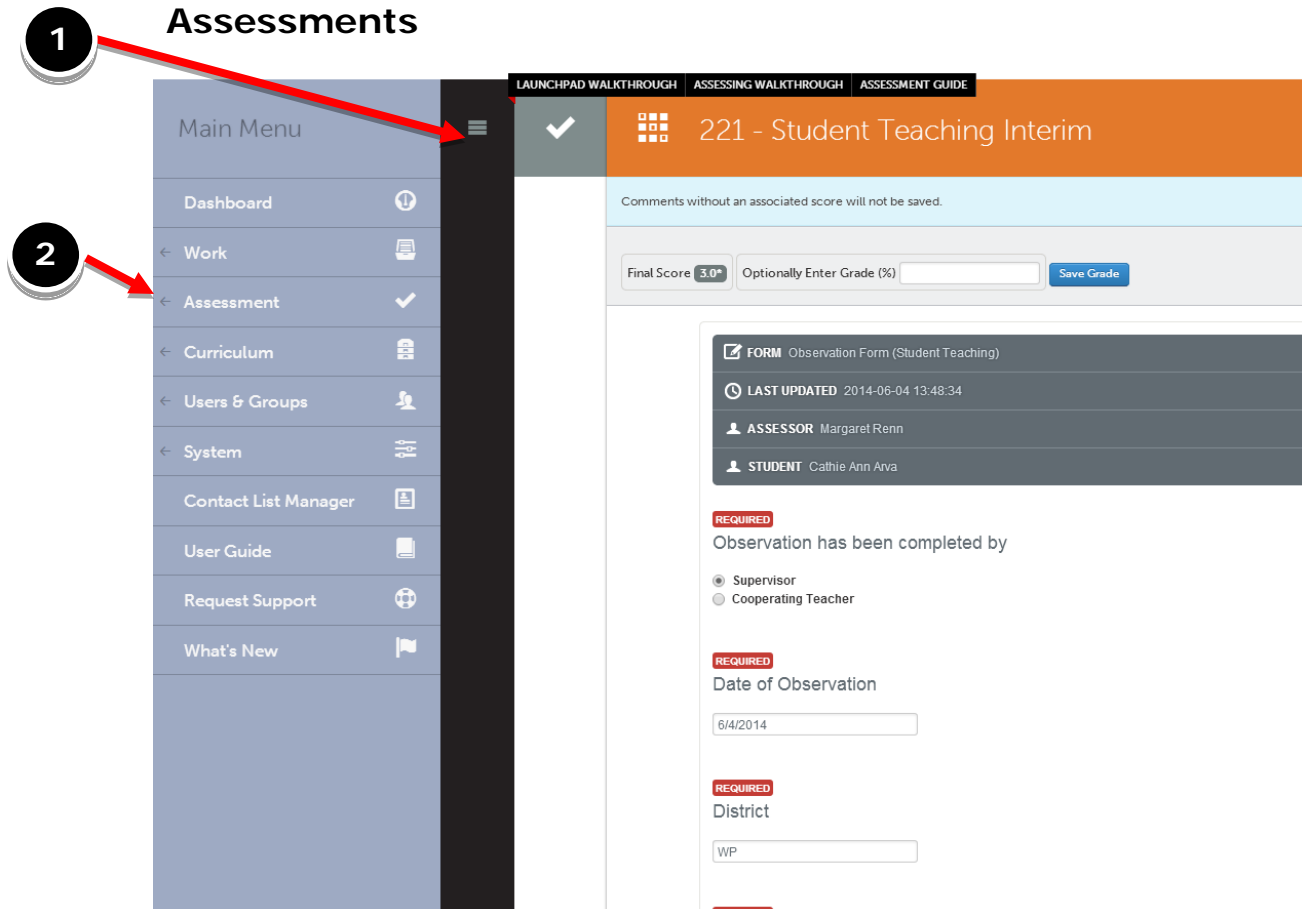 Assessments
1
LAUNCHPAD WALKTHROUGH ASSESSING WALKTHROUGH ASSESSMENT GUIDE
Main Menu
221 - Student Teaching Interim
Dashboard
2
Work
Assessment
Curriculum
Users & Groups
System
Contact List Manager
User Guide
Request Support
What's New
Comments without an associated score will not be saved.
Final Score 3.0* Optionally Enter Grade (%) Save Grade
FORM Observation Form (Student Teaching)
LAST UPDATED 2014-06-04 13:48:34
ASSESSOR Margaret Renn
STUDENT Cathie Ann Arva
REQUIRED
Observation has been completed by
Supervisor
Cooperating Teacher
REQUIRED
Date of Observation
6/4/2014
REQUIRED
District
WP